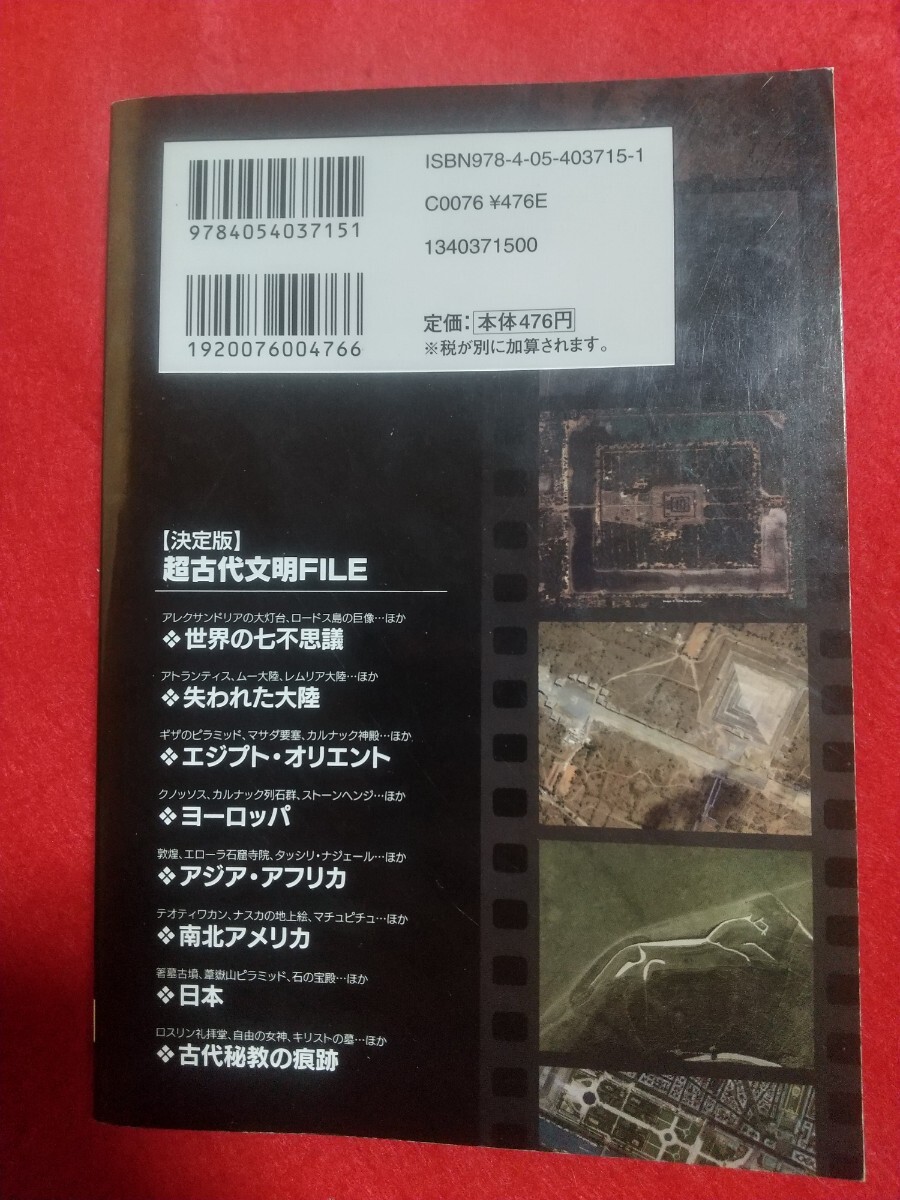 ISBN978-4-05-403715-1
9784054037151
C0076 ¥476E
1340371500
1920076004766
定価：本体476円
※税が別に加算されます。
【決定版】
超古代文明FILE
アレクサンドリアの大灯台、ロードス島の巨像…ほか
❖世界の七不思議
アトランティス、ムー大陸、レムリア大陸…ほか
❖失われた大陸
ギザのピラミッド、マサダ要塞、カルナック神殿…ほか
❖エジプト・オリエント
クノッソス、カルナック列石群、ストーンヘンジ…ほか
❖ヨーロッパ
敦煌、エローラ石窟寺院、タッシリ・ナジェール…ほか
❖アジア・アフリカ
テオティワカン、ナスカの地上絵、マチュピチュ…ほか
❖南北アメリカ
箸墓古墳、葦嶽山ピラミッド、石の宝殿…ほか
❖日本
ロスリン礼拝堂、自由の女神、キリストの墓…ほか
❖古代秘教の痕跡